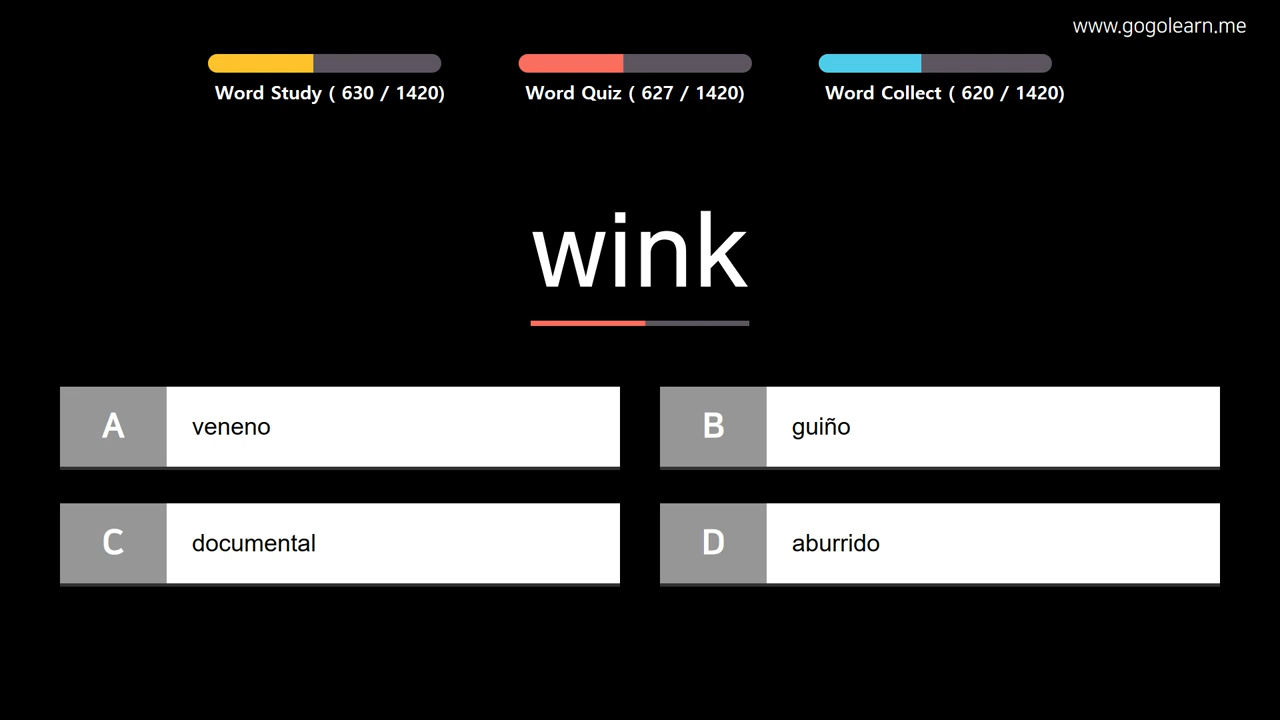 www.gogolearn.me
Word Study ( 630 / 1420)
Word Quiz ( 627 / 1420)
Word Collect ( 620 / 1420)
wink
A veneno
B guiño
C documental
D aburrido